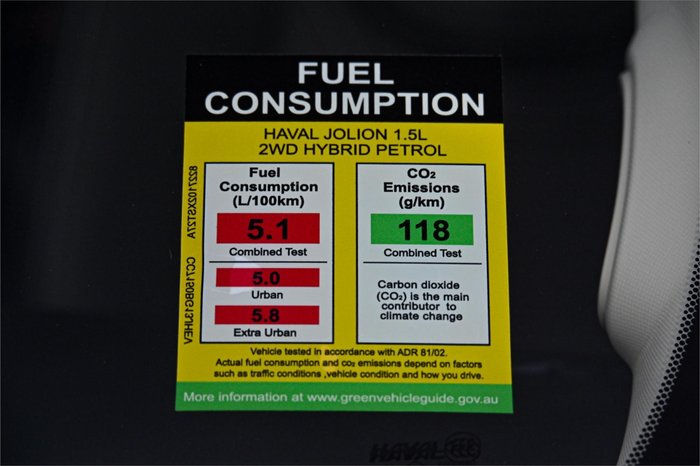 FUEL
CONSUMPTION
HAVAL JOLION 1.5L
2WD HYBRID PETROL
8227102XST27A
CC7150BG13JHEV
Fuel
Consumption
(L/100km)
5.1
Combined Test
5.0
Urban
5.8
Extra Urban
CO₂
Emissions
(g/km)
118
Combined Test
Carbon dioxide
(CO₂) is the main
contributor to
climate change
Vehicle tested in accordance with ADR 81/02.
Actual fuel consumption and co₂ emissions depend on factors
such as traffic conditions ,vehicle condition and how you drive.
More information at www.greenvehicleguide.gov.au
HAVAL